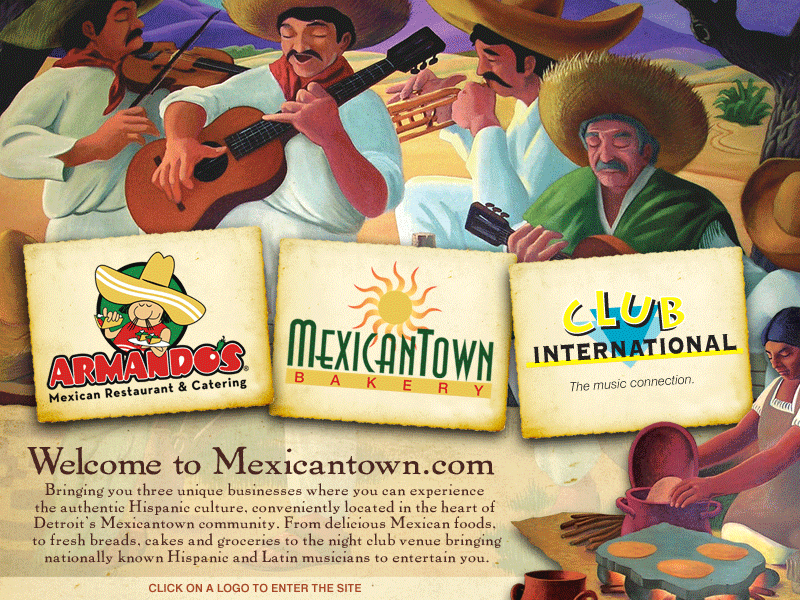 ARMANDOS®
Mexican Restaurant & Catering
MEXICANTOWN
BAKERY
CLUB
INTERNATIONAL
The music connection.
Welcome to Mexicantown.com
Bringing you three unique businesses where you can experience
the authentic Hispanic culture, conveniently located in the heart of
Detroit's Mexicantown community. From delicious Mexican foods,
to fresh breads, cakes and groceries to the night club venue bringing
nationally known Hispanic and Latin musicians to entertain you.
CLICK ON A LOGO TO ENTER THE SITE